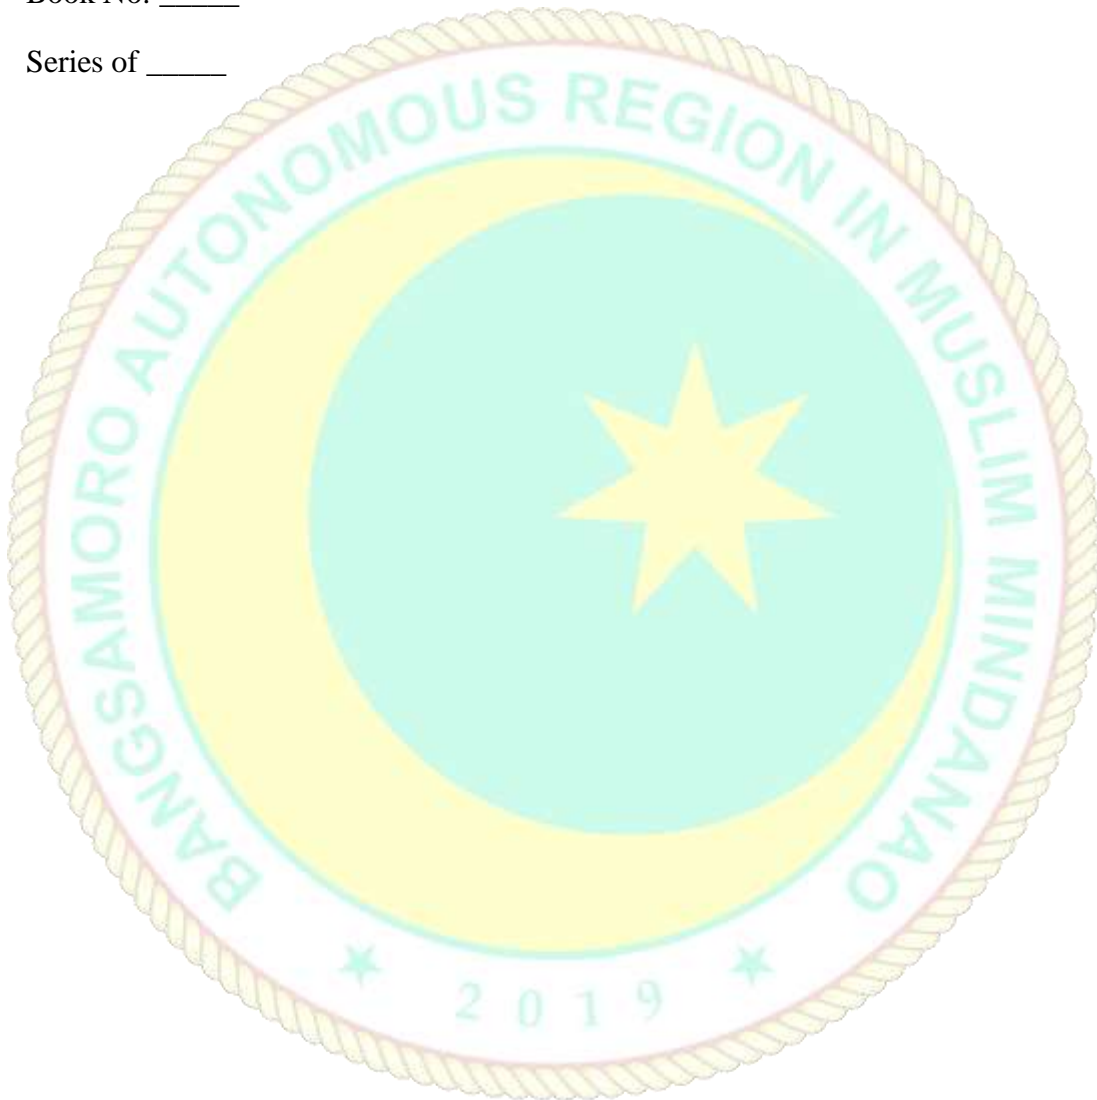 Book No. _____
Series of _____
BANGSAMORO AUTONOMOUS REGION IN MUSLIM MINDANAO
2019